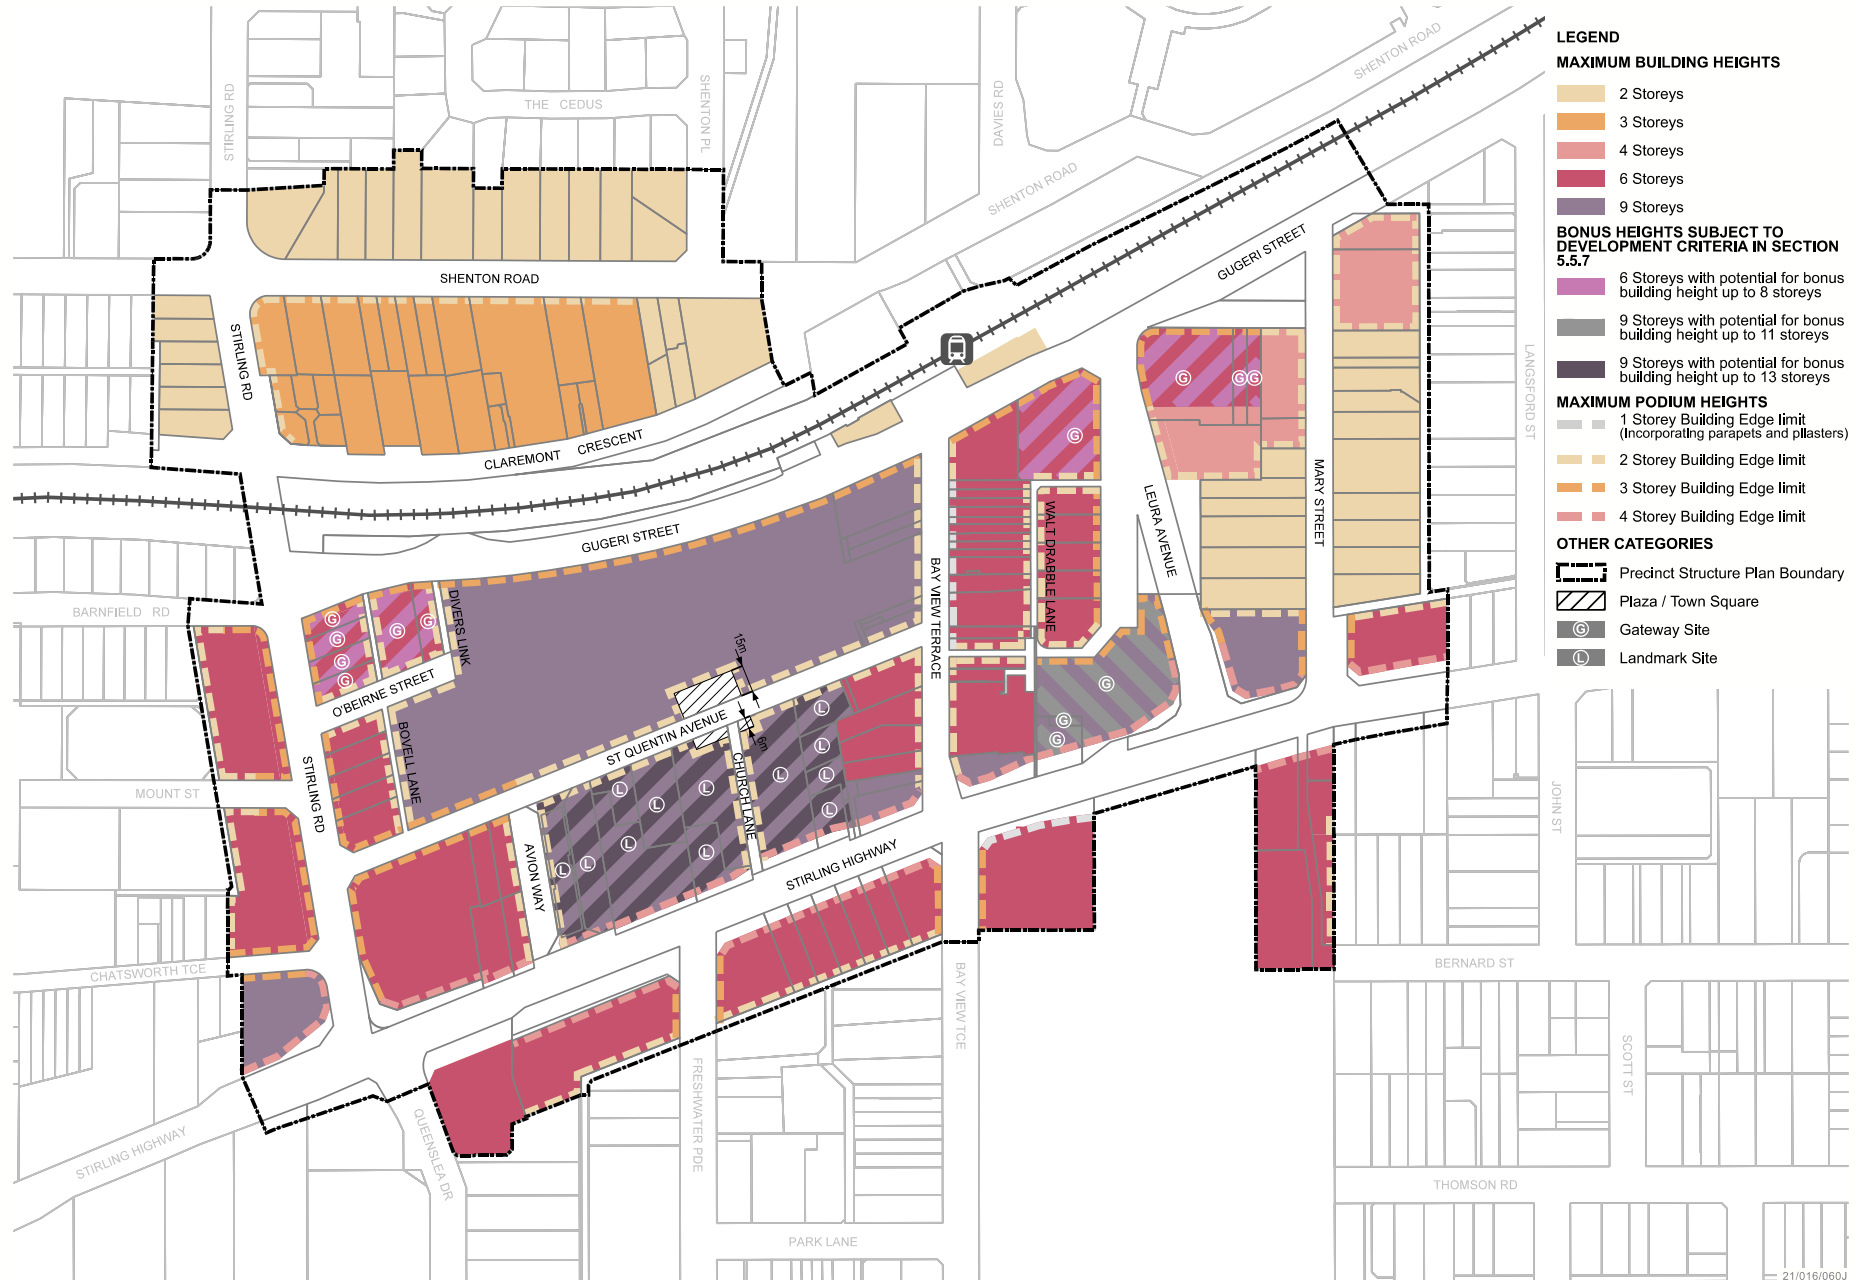 LEGEND
MAXIMUM BUILDING HEIGHTS
2 Storeys
3 Storeys
4 Storeys
6 Storeys
9 Storeys
BONUS HEIGHTS SUBJECT TO
DEVELOPMENT CRITERIA IN SECTION
5.5.7
6 Storeys with potential for bonus
building height up to 8 storeys
9 Storeys with potential for bonus
building height up to 11 storeys
9 Storeys with potential for bonus
building height up to 13 storeys
MAXIMUM PODIUM HEIGHTS
1 Storey Building Edge limit
(Incorporating parapets and pilasters)
2 Storey Building Edge limit
3 Storey Building Edge limit
4 Storey Building Edge limit
OTHER CATEGORIES
Precinct Structure Plan Boundary
Plaza / Town Square
G Gateway Site
L Landmark Site
STIRLING RD
THE CEDUS
SHENTON PL
DAVIES RD
SHENTON ROAD
SHENTON ROAD
SHENTON ROAD
GUGERI STREET
STIRLING RD
CLAREMONT CRESCENT
LANGSFORD ST
G
G
G
G
MARY STREET
LEURA AVENUE
WALT DRABBLE LANE
BAY VIEW TERRACE
GUGERI STREET
BARNFIELD RD
DIVERS LINK
G
G
G
G
G
G
O'BEIRNE STREET
BOVELL LANE
15m
6m
ST QUENTIN AVENUE
CHURCH LANE
G
G
G
MOUNT ST
STIRLING RD
AVION WAY
L
L
L
L
L
L
L
L
L
L
L
L
STIRLING HIGHWAY
JOHN ST
CHATSWORTH TCE
BERNARD ST
BAY VIEW TCE
SCOTT ST
FRESHWATER PDE
QUEENSLEA DR
STIRLING HIGHWAY
THOMSON RD
PARK LANE
21/016/060J